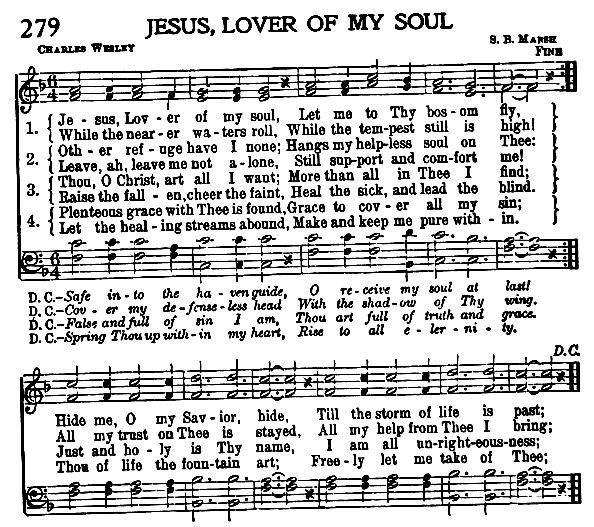 279 JESUS, LOVER OF MY SOUL
CHARLES WESLEY S. B. MARSH
FINE
1. Je - sus, Lov - er of my soul, Let me to Thy bos - om fly,
While the near - er wa - ters roll, While the tem - pest still is high!
2. Oth - er ref - uge have I none; Hangs my help - less soul on Thee:
Leave, ah, leave me not a - lone, Still sup - port and com - fort me!
3. Thou, O Christ, art all I want; More than all in Thee I find;
Raise the fall - en, cheer the faint, Heal the sick, and lead the blind.
4. Plenteous grace with Thee is found, Grace to cov - er all my sin;
Let the heal - ing streams abound, Make and keep me pure with - in.
D. C.—Safe in - to the ha - ven guide, O re - ceive my soul at last!
D. C.—Cov - er my de - fense - less head With the shad - ow of Thy wing.
D. C.—False and full of sin I am, Thou art full of truth and grace.
D. C.—Spring Thou up with - in my heart, Rise to all e - ler - ni - ty.
D.C.
Hide me, O my Sav - ior, hide, Till the storm of life is past;
All my trust on Thee is stayed, All my help from Thee I bring;
Just and ho - ly is Thy name, I am all un - right - eous - ness;
Thou of life the foun - tain art; Free - ly let me take of Thee;